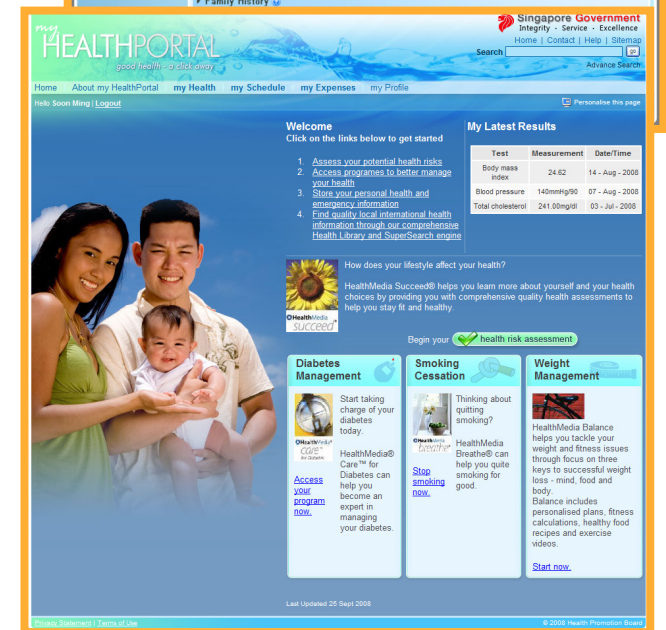 Family History
Singapore Government
Integrity · Service · Excellence
my
HEALTHPORTAL
good health - a click away
Home | Contact | Help | Sitemap
Search go
Advance Search
Home About my HealthPortal my Health my Schedule my Expenses my Profile
Hello Soon Ming | Logout
Personalise this page
Welcome
Click on the links below to get started
1. Assess your potential health risks
2. Access programes to better manage
your health
3. Store your personal health and
emergency information
4. Find quality local international health
information through our comprehensive
Health Library and SuperSearch engine
My Latest Results
Test Measurement Date/Time
Body mass
index 24.62 14 - Aug - 2008
Blood pressure 140mmHg/90 07 - Aug - 2008
Total cholesterol 241.00mg/dl 03 - Jul - 2008
How does your lifestyle affect your health?
HealthMedia Succeed® helps you learn more about yourself and your health
choices by providing you with comprehensive quality health assessments to
help you stay fit and healthy.
HealthMedia
succeed
Begin your health risk assessment
Diabetes
Management
Start taking
charge of your
diabetes
today.
HealthMedia®
Care™ for
Diabetes can
help you
become an
expert in
managing
your diabetes.
HealthMedia®
care™
for Diabetes
Access
your
program
now.
Smoking
Cessation
Thinking about
quitting
smoking?
HealthMedia
Breathe® can
help you quite
smoking for
good.
HealthMedia
breathe
Stop
smoking
now.
Weight
Management
HealthMedia Balance
helps you tackle your
weight and fitness issues
through focus on three
keys to successful weight
loss - mind, food and
body.
Balance includes
personalised plans, fitness
calculations, healthy food
recipes and exercise
videos.
Start now.
Last Updated 25 Sept 2008
Privacy Statement | Terms of Use
© 2008 Health Promotion Board